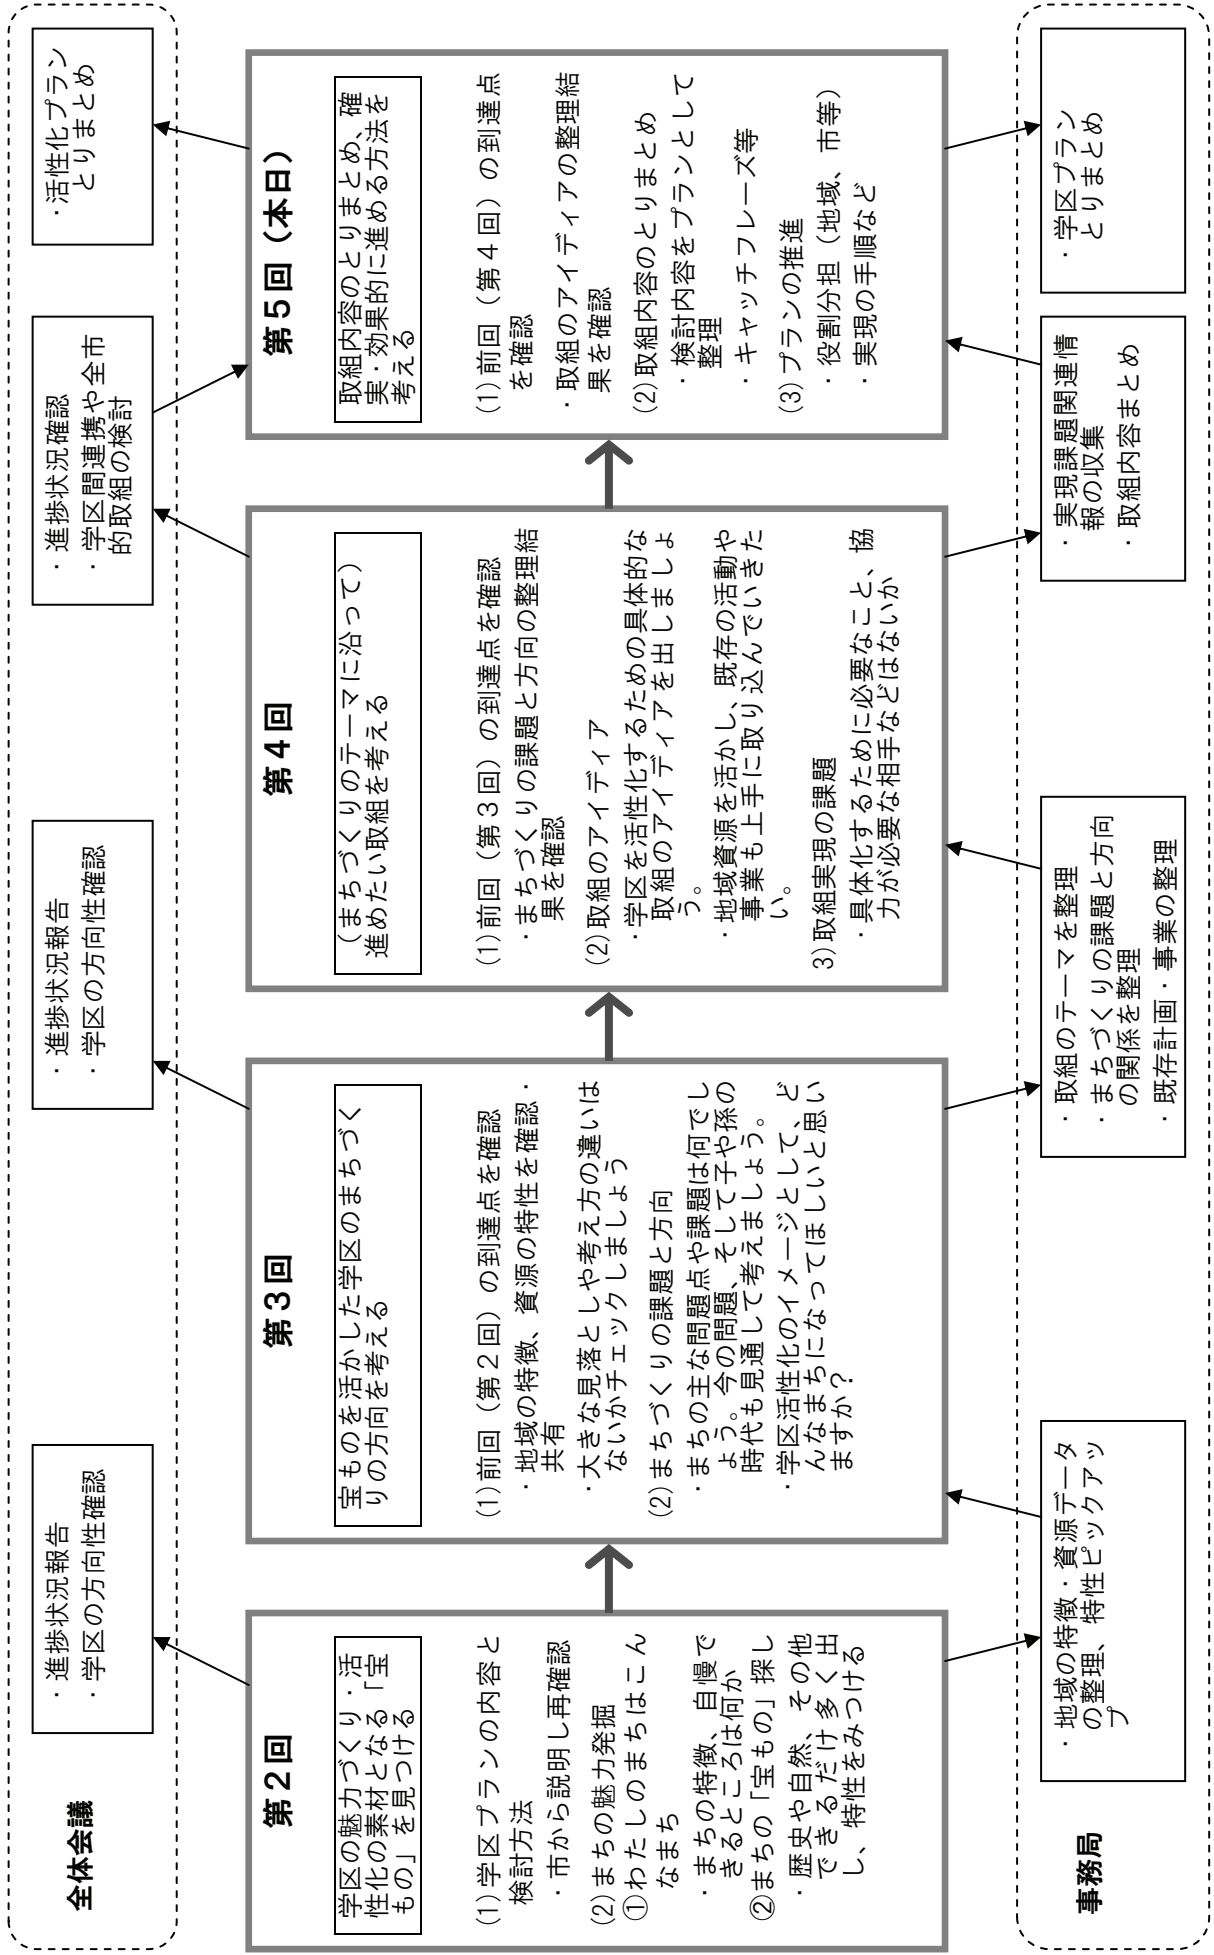 全体会議
・進捗状況報告
・学区の方向性確認
・進捗状況報告
・学区の方向性確認
・進捗状況確認
・学区間連携や全市
的取組の検討
・活性化プラン
とりまとめ
第２回
学区の魅力づくり・活
性化の素材となる「宝
もの」を見つける
(1)学区プランの内容と
検討方法
・市から説明し再確認
(2)まちの魅力発掘
①わたしのまちはこん
なまち
・まちの特徴、自慢で
きるところは何か
②まちの「宝もの」探し
・歴史や自然、その他
できるだけ多く出
し、特性をみつける
第３回
宝ものを活かした学区のまちづく
りの方向を考える
(1)前回（第２回）の到達点を確認
・地域の特徴、資源の特性を確認・
共有
・大きな見落としや考え方の違いは
ないかチェックしましょう
(2)まちづくりの課題と方向
・まちの主な問題点や課題は何でし
ょう。今の問題、そして子や孫の
時代も見通して考えましょう。
・学区活性化のイメージとして、ど
んなまちになってほしいと思い
ますか？
第４回
（まちづくりのテーマに沿って）
進めたい取組を考える
(1)前回（第３回）の到達点を確認
・まちづくりの課題と方向の整理結
果を確認
(2)取組のアイディア
・学区を活性化するための具体的な
取組のアイディアを出しましょ
う。
・地域資源を活かし、既存の活動や
事業も上手に取り込んでいきた
い。
3)取組実現の課題
・具体化するために必要なこと、協
力が必要な相手などはないか
第５回（本日）
取組内容のとりまとめ、確
実・効果的に進める方法を
考える
(1)前回（第４回）の到達点
を確認
・取組のアイディアの整理結
果を確認
(2)取組内容のとりまとめ
・検討内容をプランとして
整理
・キャッチフレーズ等
(3)プランの推進
・役割分担（地域、市等）
・実現の手順など
事務局
・地域の特徴・資源データ
の整理、特性ピックアッ
プ
・取組のテーマを整理
・まちづくりの課題と方向
の関係を整理
・既存計画・事業の整理
・実現課題関連情
報の収集
・取組内容まとめ
・学区プラン
とりまとめ